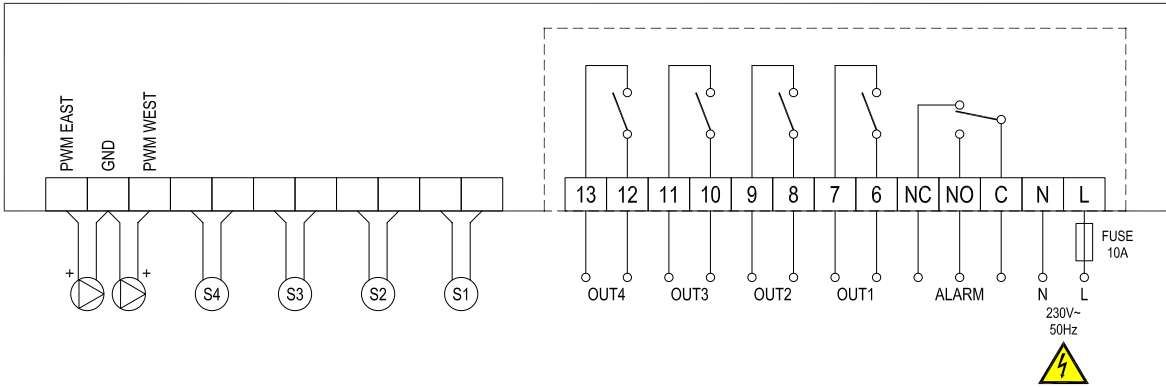 PWM EAST
GND
PWM WEST
13 12 11 10 9 8 7 6 NC NO C N L
FUSE
10A
+ +
S4 S3 S2 S1
OUT4 OUT3 OUT2 OUT1 ALARM N L
230V~
50Hz